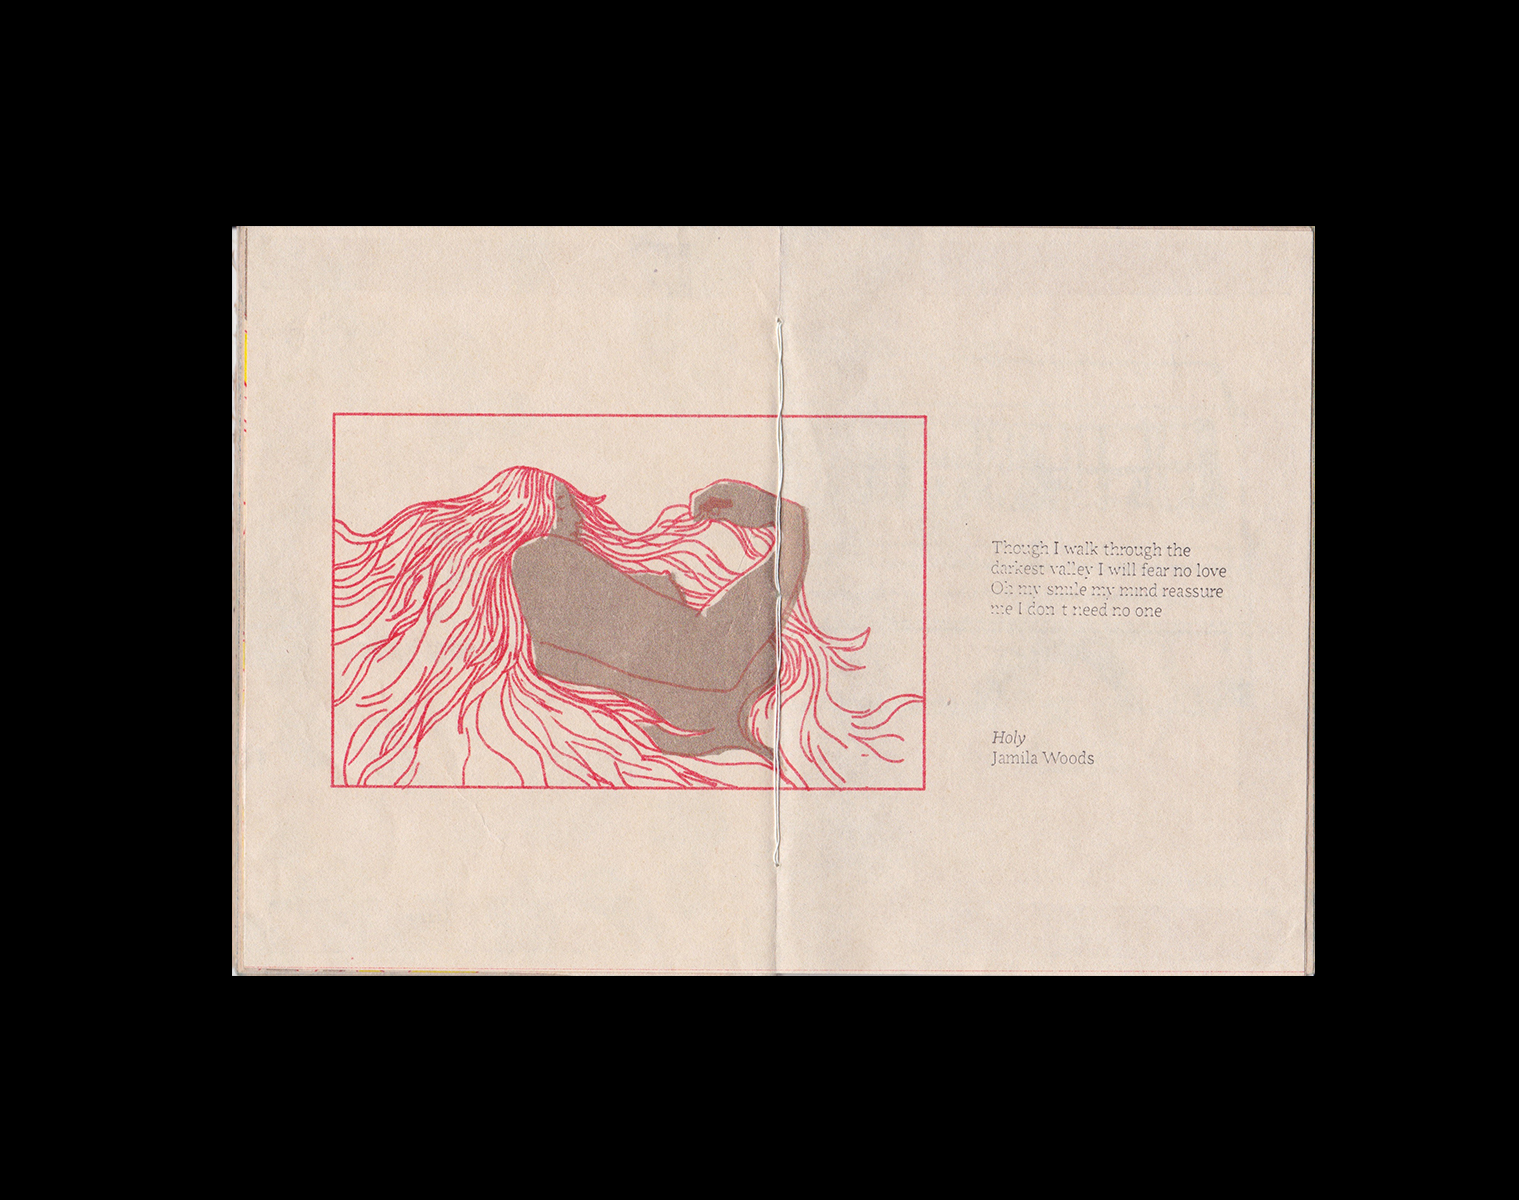 Though I walk through the
darkest valley I will fear no love
Oh my smile my mind reassure
me I don t need no one
Holy
Jamila Woods